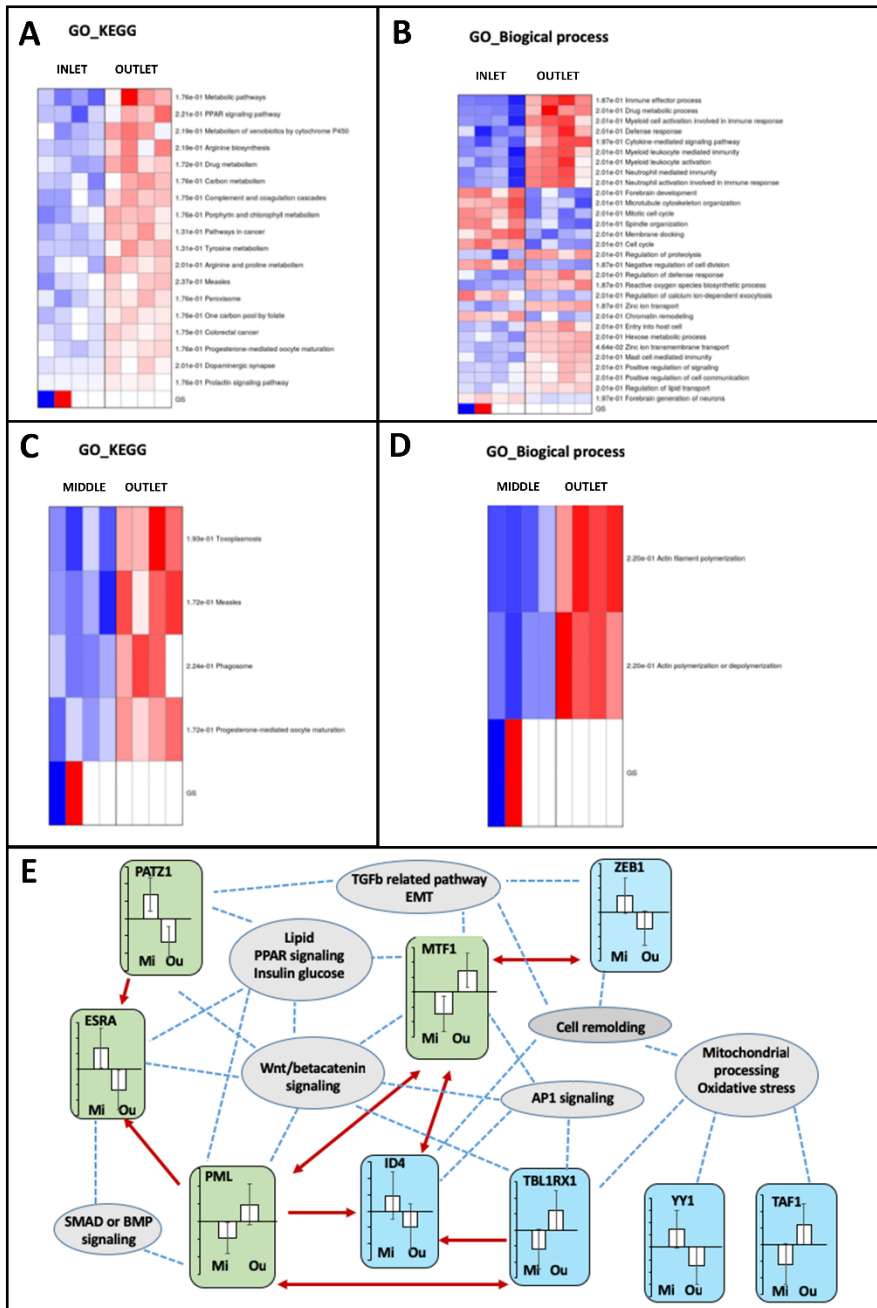 A
GO_KEGG
INLET OUTLET
1.76e-01 Metabolic pathways
2.21e-01 PPAR signaling pathway
2.19e-01 Metabolism of xenobiotics by cytochrome P450
2.19e-01 Arginine biosynthesis
1.72e-01 Drug metabolism
1.76e-01 Carbon metabolism
1.75e-01 Complement and coagulation cascades
1.76e-01 Porphyrin and chlorophyll metabolism
1.31e-01 Pathways in cancer
1.31e-01 Tyrosine metabolism
2.01e-01 Arginine and proline metabolism
2.37e-01 Measles
1.76e-01 Peroxisome
1.76e-01 One carbon pool by folate
1.75e-01 Colorectal cancer
1.76e-01 Progesterone-mediated oocyte maturation
2.01e-01 Dopaminergic synapse
1.76e-01 Prolactin signaling pathway
GS
B
GO_Biogical process
INLET OUTLET
1.87e-01 Immune effector process
2.01e-01 Drug metabolic process
2.01e-01 Myeloid cell activation involved in immune response
2.01e-01 Defense response
1.97e-01 Cytokine-mediated signaling pathway
2.01e-01 Myeloid leukocyte mediated immunity
2.01e-01 Myeloid leukocyte activation
2.01e-01 Neutrophil mediated immunity
2.01e-01 Neutrophil activation involved in immune response
2.01e-01 Forebrain development
2.01e-01 Microtubule cytoskeleton organization
2.01e-01 Mitotic cell cycle
2.01e-01 Spindle organization
2.01e-01 Membrane docking
2.01e-01 Cell cycle
2.01e-01 Regulation of proteolysis
1.87e-01 Negative regulation of cell division
2.01e-01 Regulation of defense response
1.87e-01 Reactive oxygen species biosynthetic process
2.01e-01 Regulation of calcium ion-dependent exocytosis
1.87e-01 Zinc ion transport
2.01e-01 Chromatin remodeling
2.01e-01 Entry into host cell
2.01e-01 Hexose metabolic process
4.64e-02 Zinc ion transmembrane transport
2.01e-01 Mast cell mediated immunity
2.01e-01 Positive regulation of signaling
2.01e-01 Positive regulation of cell communication
2.01e-01 Regulation of lipid transport
1.97e-01 Forebrain generation of neurons
GS
C
GO_KEGG
MIDDLE OUTLET
1.93e-01 Toxoplasmosis
1.72e-01 Measles
2.24e-01 Phagosome
1.72e-01 Progesterone-mediated oocyte maturation
GS
D
GO_Biogical process
MIDDLE OUTLET
2.20e-01 Actin filament polymerization
2.20e-01 Actin polymerization or depolymerization
GS
E
PATZ1
Mi Ou
TGFb related pathway
EMT
ZEB1
Mi Ou
Lipid
PPAR signaling
Insulin glucose
MTF1
Mi Ou
ESRA
Mi Ou
Cell remolding
Wnt/betacatenin
signaling
Mitochondrial
processing
Oxidative stress
AP1 signaling
PML
Mi Ou
ID4
Mi Ou
TBL1RX1
Mi Ou
YY1
Mi Ou
TAF1
Mi Ou
SMAD or BMP
signaling